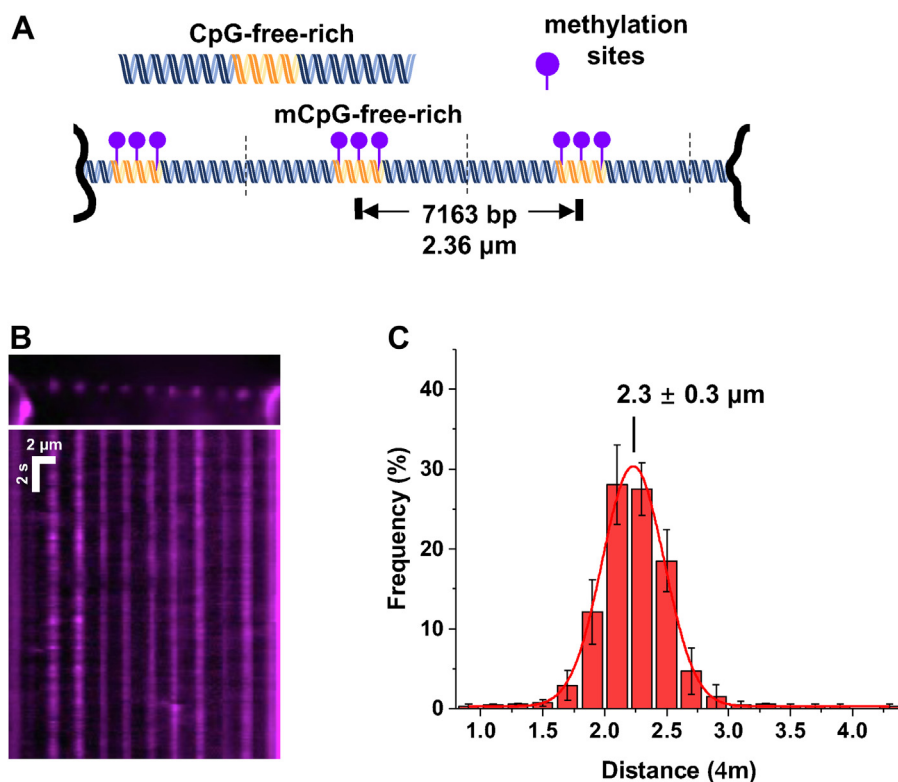 A
CpG-free-rich
methylation
sites
mCpG-free-rich
7163 bp
2.36 µm
B
2 µm
2 s
C
2.3 ± 0.3 µm
Frequency (%)
40
30
20
10
0
1.0 1.5 2.0 2.5 3.0 3.5 4.0
Distance (4m)